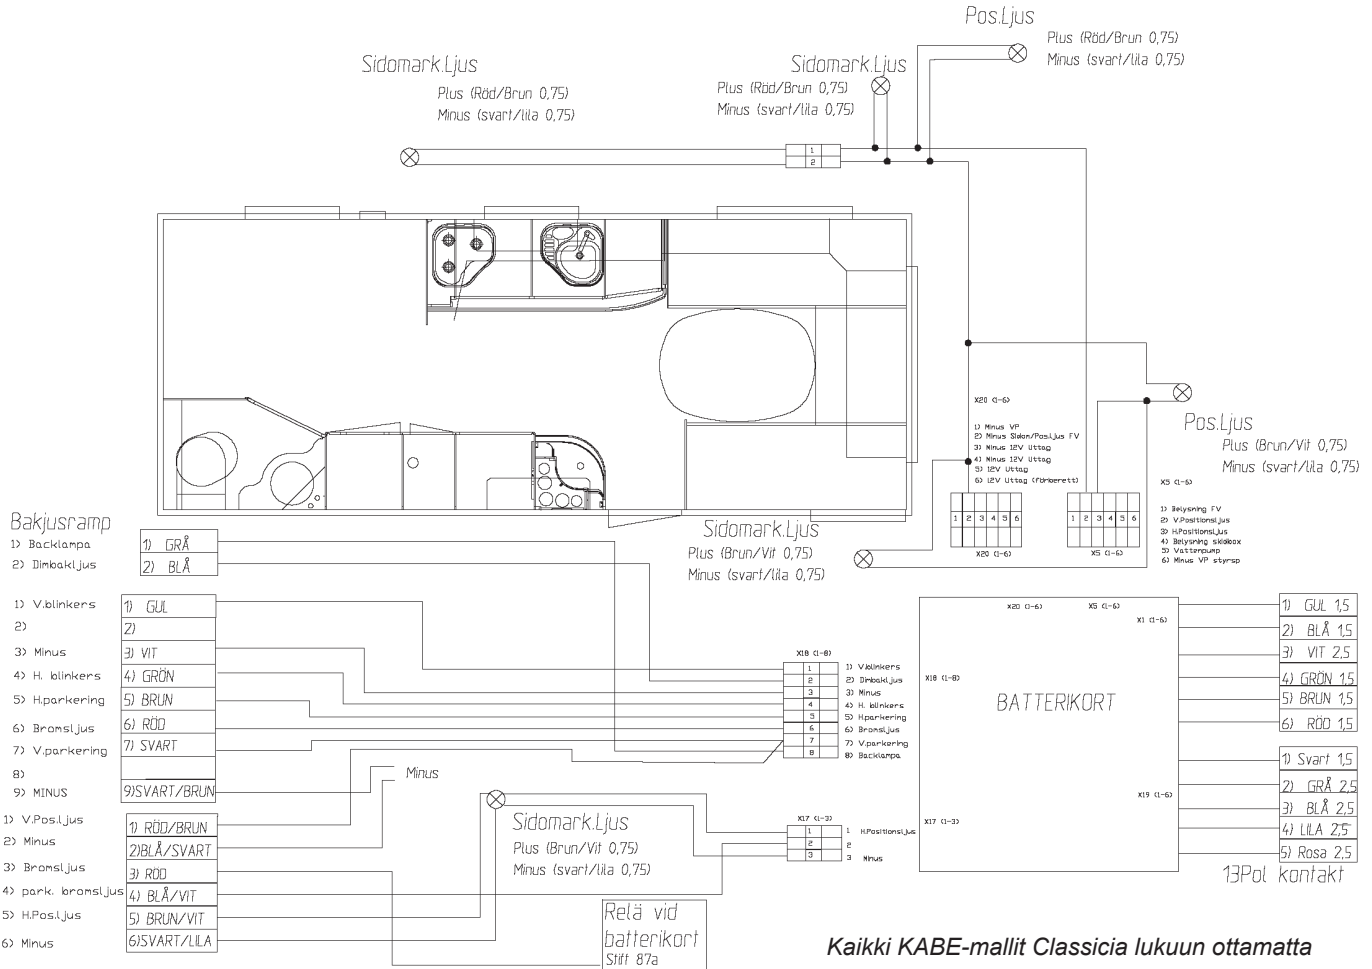 Pos.Ljus
Plus (Röd/Brun 0,75)
Minus (svart/lila 0,75)
Sidomark.Ljus
Plus (Röd/Brun 0,75)
Minus (svart/lila 0,75)
Sidomark.Ljus
Plus (Röd/Brun 0,75)
Minus (svart/lila 0,75)
1
2
X20 (1-6)
1) Minus VP
2) Minus Sidom/Pos.ljus FV
3) Minus 12V Uttag
4) Minus 12V Uttag
5) 12V Uttag
6) 12V Uttag (förberett)
1 2 3 4 5 6
X20 (1-6)
1 2 3 4 5 6
X5 (1-6)
Pos.Ljus
Plus (Brun/Vit 0,75)
Minus (svart/lila 0,75)
X5 (1-6)
1) Belysning FV
2) V.Positionsljus
3) H.Positionsljus
4) Belysning skidbox
5) Vattenpump
6) Minus VP styrsp
Sidomark.Ljus
Plus (Brun/Vit 0,75)
Minus (svart/lila 0,75)
Bakjusramp
1) Backlampa
2) Dimbakljus
1) GRÅ
2) BLÅ
1) V.blinkers
2)
3) Minus
4) H. blinkers
5) H.parkering
6) Bromsljus
7) V.parkering
8)
9) MINUS
1) GUL
2)
3) VIT
4) GRÖN
5) BRUN
6) RÖD
7) SVART
9)SVART/BRUN
Minus
1) V.Pos.Ljus
2) Minus
3) Bromsljus
4) park. bromsljus
5) H.Pos.Ljus
6) Minus
1) RÖD/BRUN
2)BLÅ/SVART
3) RÖD
4) BLÅ/VIT
5) BRUN/VIT
6)SVART/LILA
Sidomark.Ljus
Plus (Brun/Vit 0,75)
Minus (svart/lila 0,75)
Relä vid
batterikort
Stift 87a
X18 (1-8)
1
2
3
4
5
6
7
8
1) V.blinkers
2) Dimbakljus
3) Minus
4) H. blinkers
5) H.parkering
6) Bromsljus
7) V.parkering
8) Backlampa
X17 (1-3)
1
2
3
1 H.Positionsljus
2
3 Minus
X20 (1-6)
X5 (1-6)
X1 (1-6)
X18 (1-8)
BATTERIKORT
X19 (1-6)
X17 (1-3)
1) GUL 1,5
2) BLÅ 1,5
3) VIT 2,5
4) GRÖN 1,5
5) BRUN 1,5
6) RÖD 1,5
1) Svart 1,5
2) GRÅ 2,5
3) BLÅ 2,5
4) LILA 2,5
5) Rosa 2,5
13Pol kontakt
Kaikki KABE-mallit Classicia lukuun ottamatta